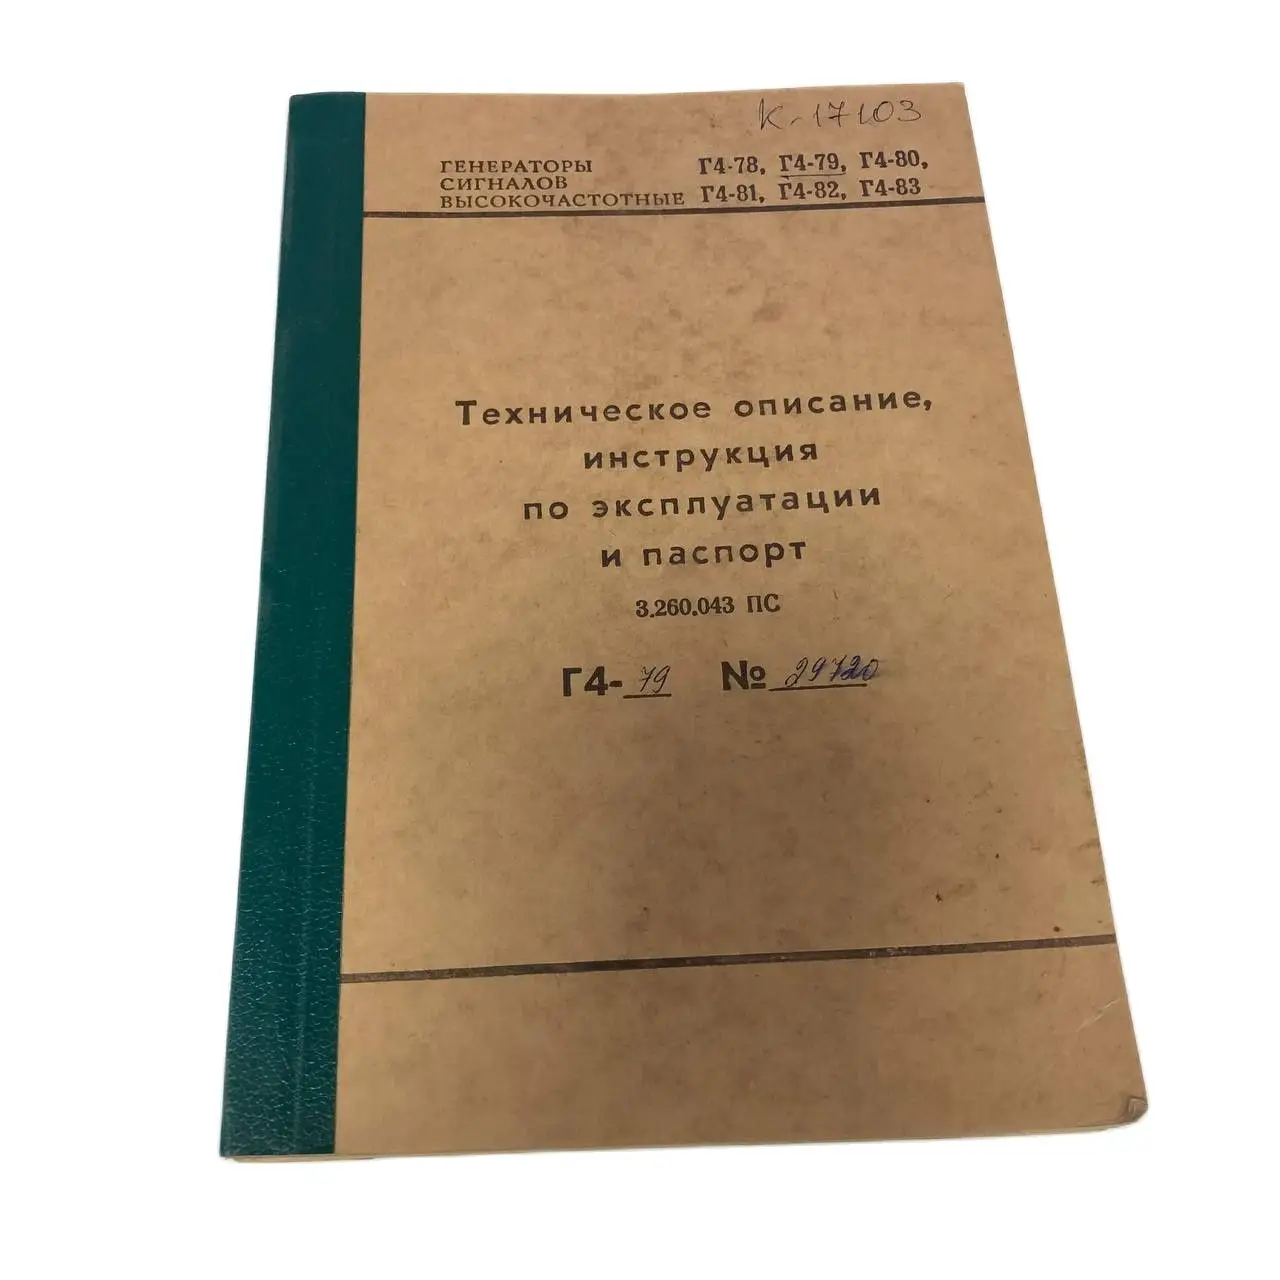 К-17103
ГЕНЕРАТОРЫ Г4-78, Г4-79, Г4-80,
СИГНАЛОВ
ВЫСОКОЧАСТОТНЫЕ Г4-81, Г4-82, Г4-83
Техническое описание,
инструкция
по эксплуатации
и паспорт
3.260.043 ПС
Г4-79 № 29720